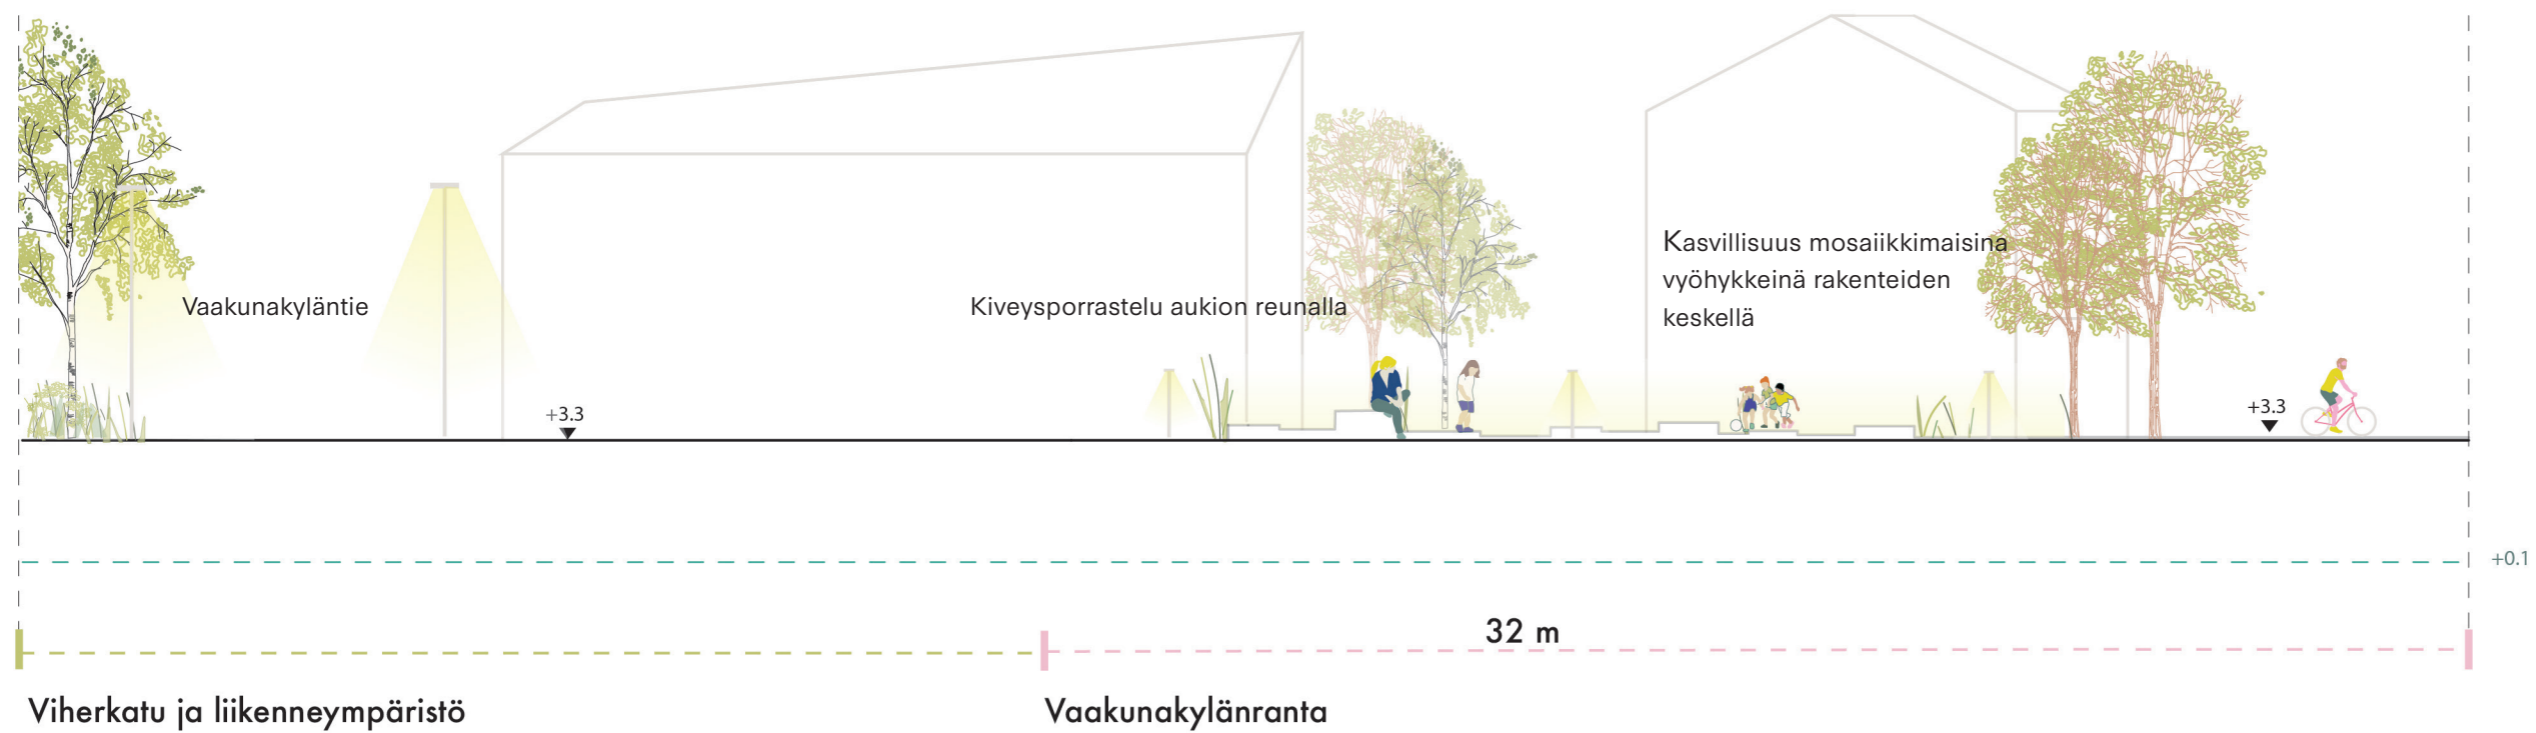 Kasvillisuus mosaiikkimaisina
vyöhykkeinä rakenteiden
keskellä
Vaakunakyläntie
Kiveysporrastelu aukion reunalla
+3.3
+3.3
+0.1
32 m
Viherkatu ja liikenneympäristö
Vaakunakylänranta